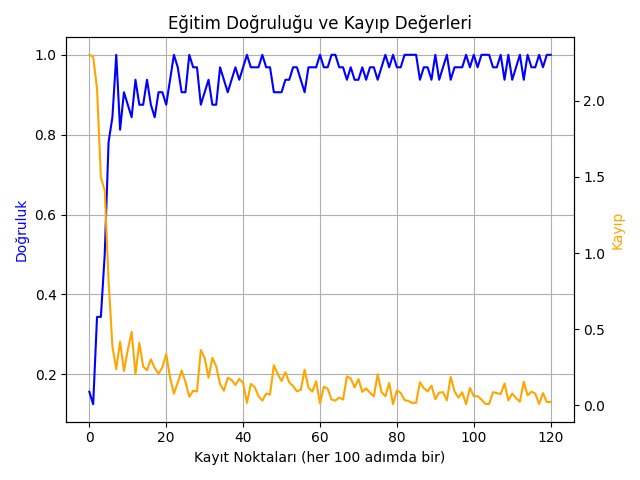 Eğitim Doğruluğu ve Kayıp Değerleri
1.0
0.8
0.6
0.4
0.2
Doğruluk
2.0
1.5
1.0
0.5
0.0
Kayıp
0 20 40 60 80 100 120
Kayıt Noktaları (her 100 adımda bir)